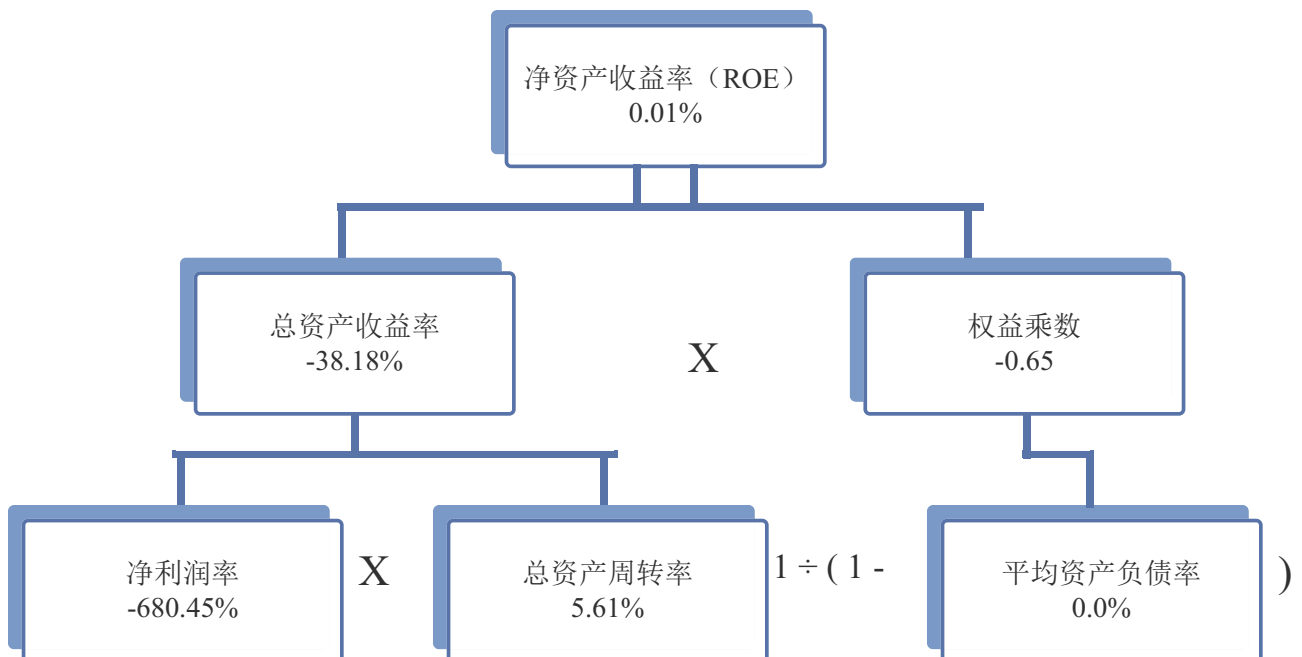 净资产收益率（ROE）
0.01%
总资产收益率
-38.18%
X
权益乘数
-0.65
净利润率
-680.45%
X
总资产周转率
5.61%
1 ÷ ( 1 -
平均资产负债率
0.0%
)